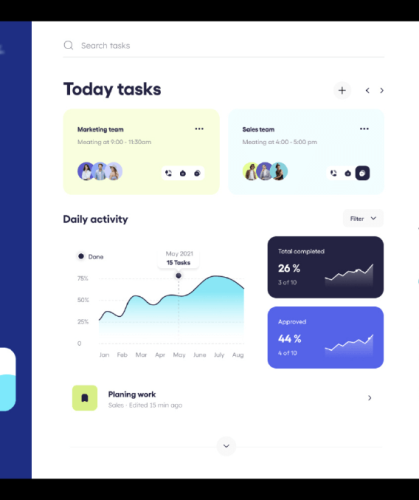 Search tasks
Today tasks
Marketing team
Meeting at 9:00 - 11:30am
Sales team
Meeting at 4:00 - 5:00 pm
Daily activity
Filter
Done
May 2021
15 Tasks
75%
50%
25%
0
Jan Feb Mar Apr May June July Aug
Total completed
26 %
3 of 10
Approved
44 %
4 of 10
Planing work
Sales · Edited 15 min ago